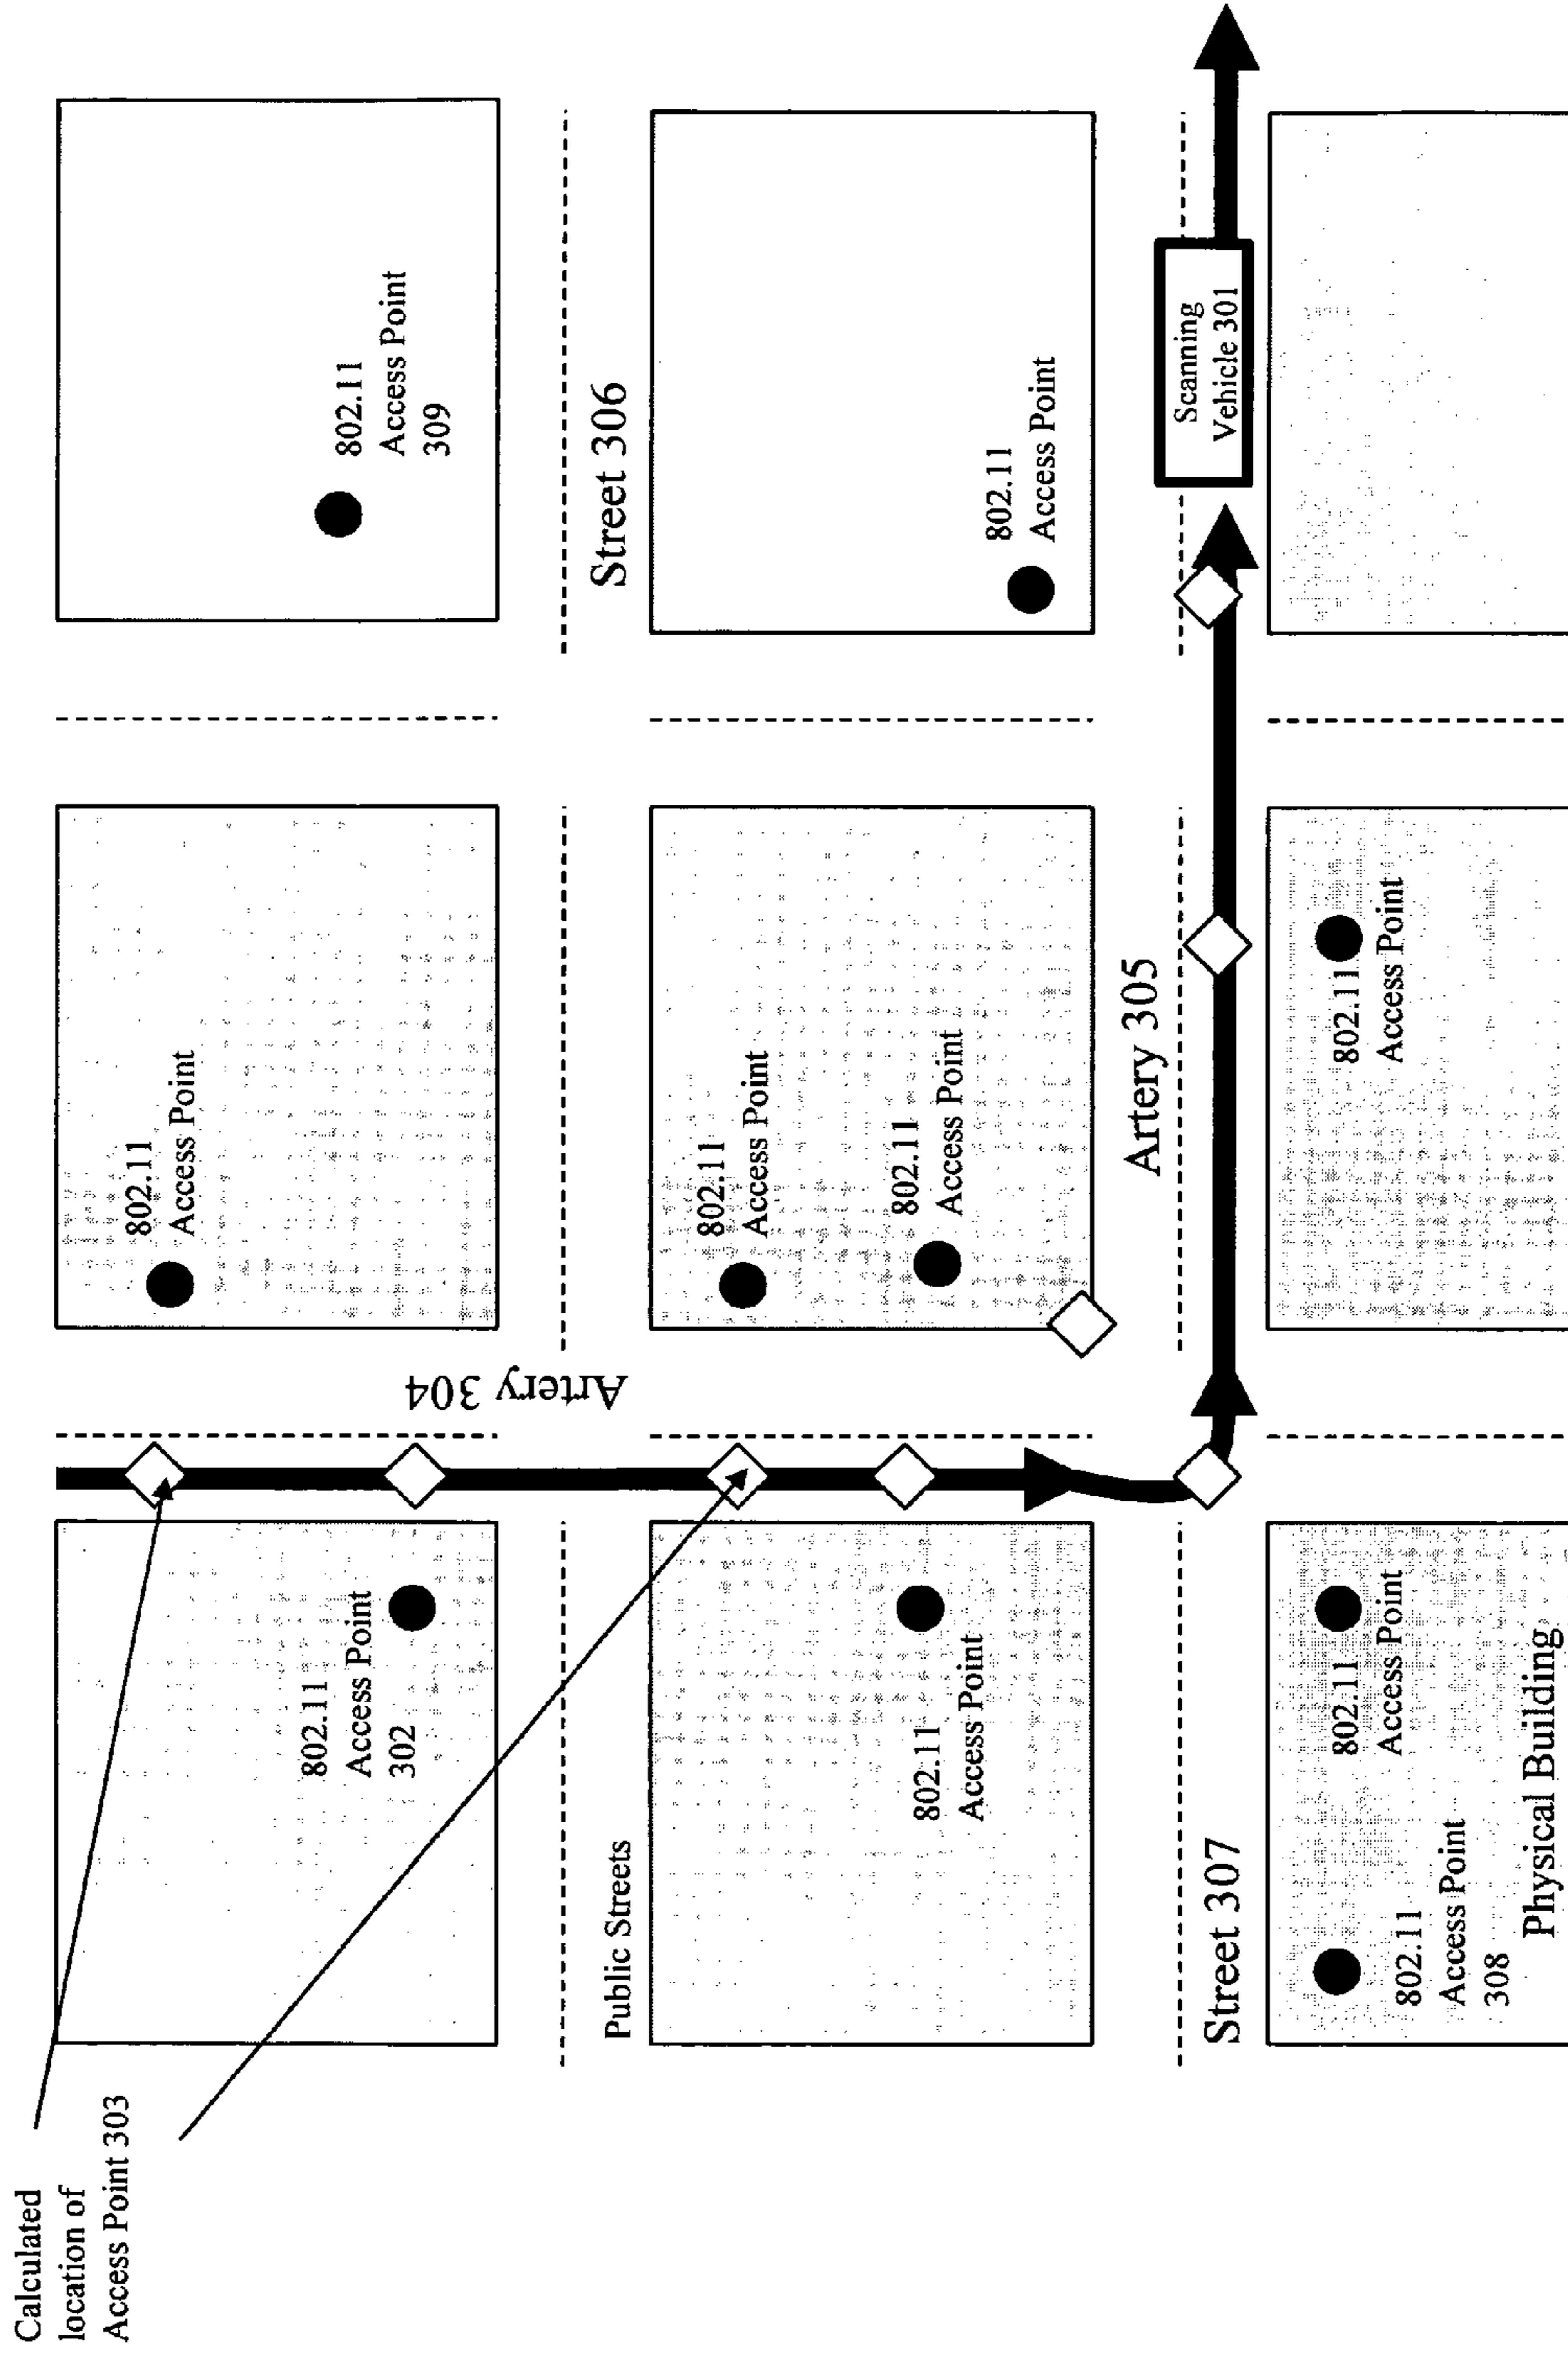 Calculated
location of
Access Point 303
802.11
Access Point
302
802.11
Access Point
802.11
Access Point
309
Artery 304
Public Streets
Street 306
802.11
Access Point
802.11
Access Point
802.11
Access Point
802.11
Access Point
Artery 305
Scanning
Vehicle 301
Street 307
802.11
Access Point
308
802.11
Access Point
802.11
Access Point
Physical Building